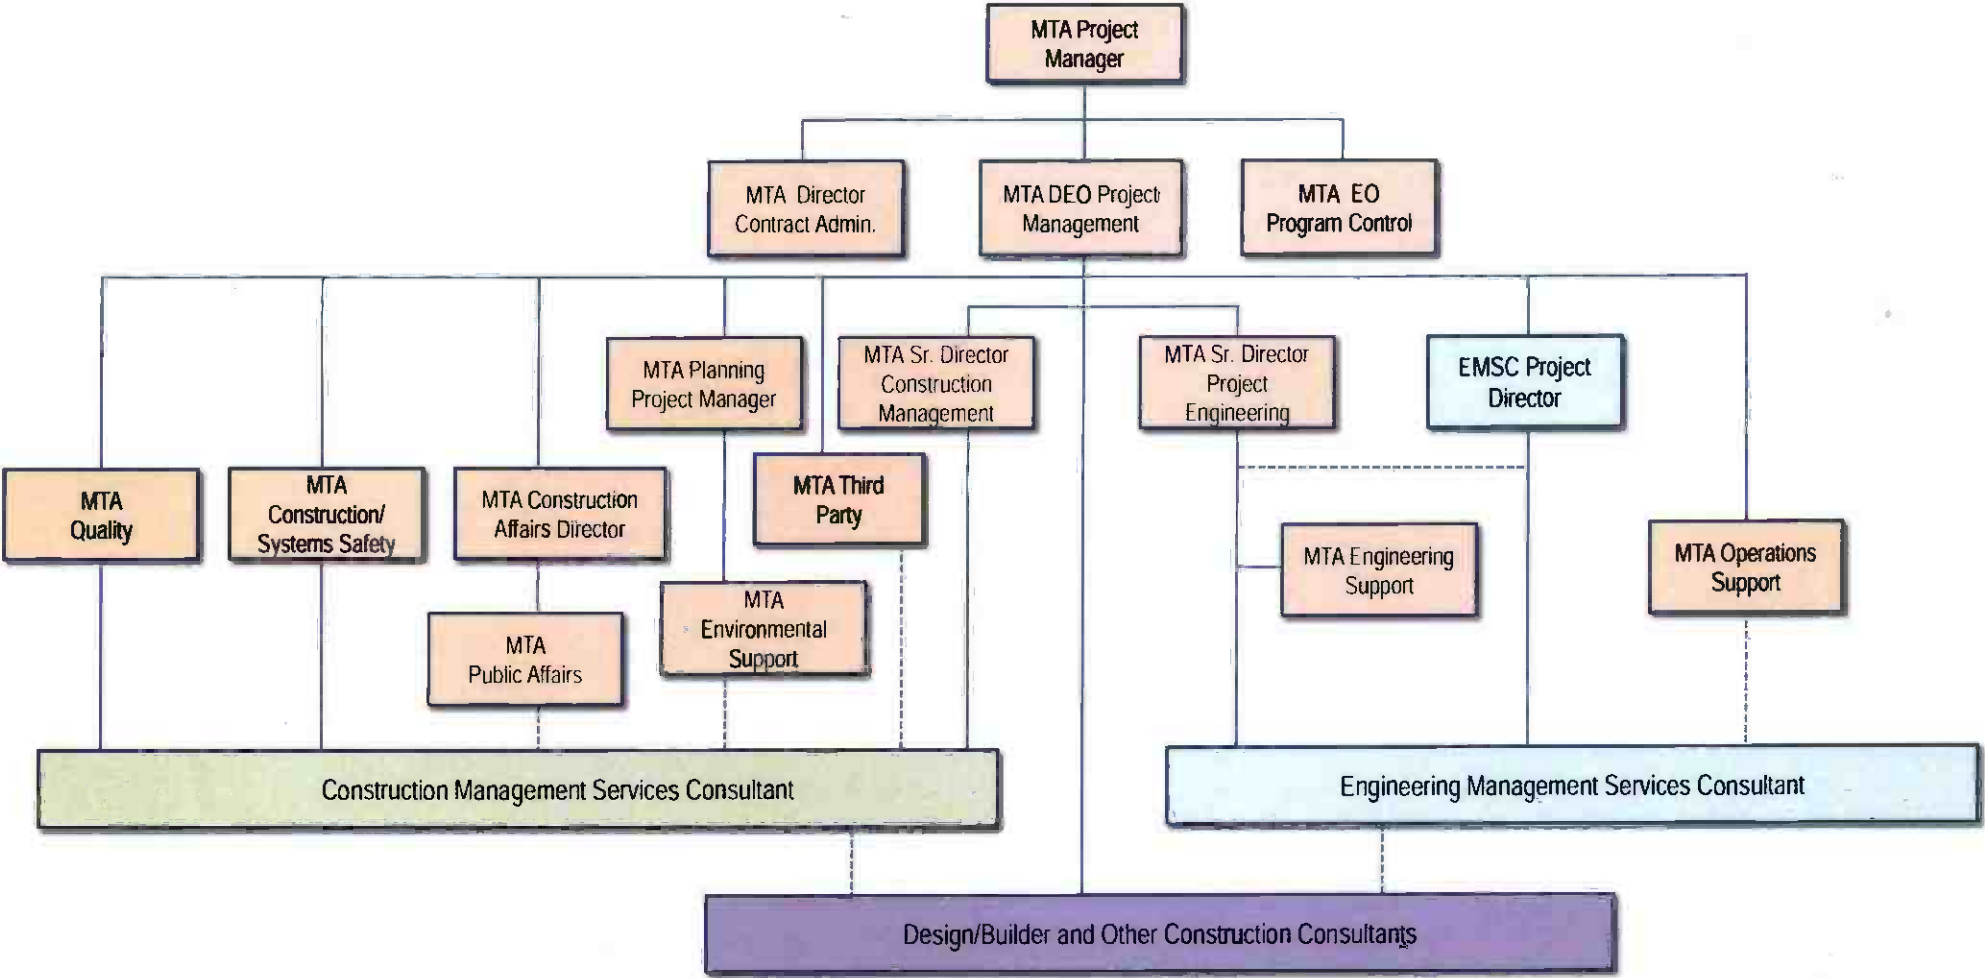 MTA Project
Manager
MTA Director
Contract Admin.
MTA DEO Project
Management
MTA EO
Program Control
MTA Planning
Project Manager
MTA Sr. Director
Construction
Management
MTA Sr. Director
Project
Engineering
EMSC Project
Director
MTA
Quality
MTA
Construction/
Systems Safety
MTA Construction
Affairs Director
MTA Third
Party
MTA Engineering
Support
MTA Operations
Support
MTA
Public Affairs
MTA
Environmental
Support
Construction Management Services Consultant
Engineering Management Services Consultant
Design/Builder and Other Construction Consultants